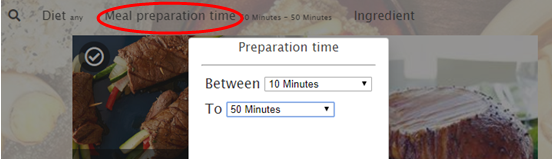 Diet any Meal preparation time 10 Minutes ~ 50 Minutes Ingredient
Preparation time
Between 10 Minutes
To 50 Minutes